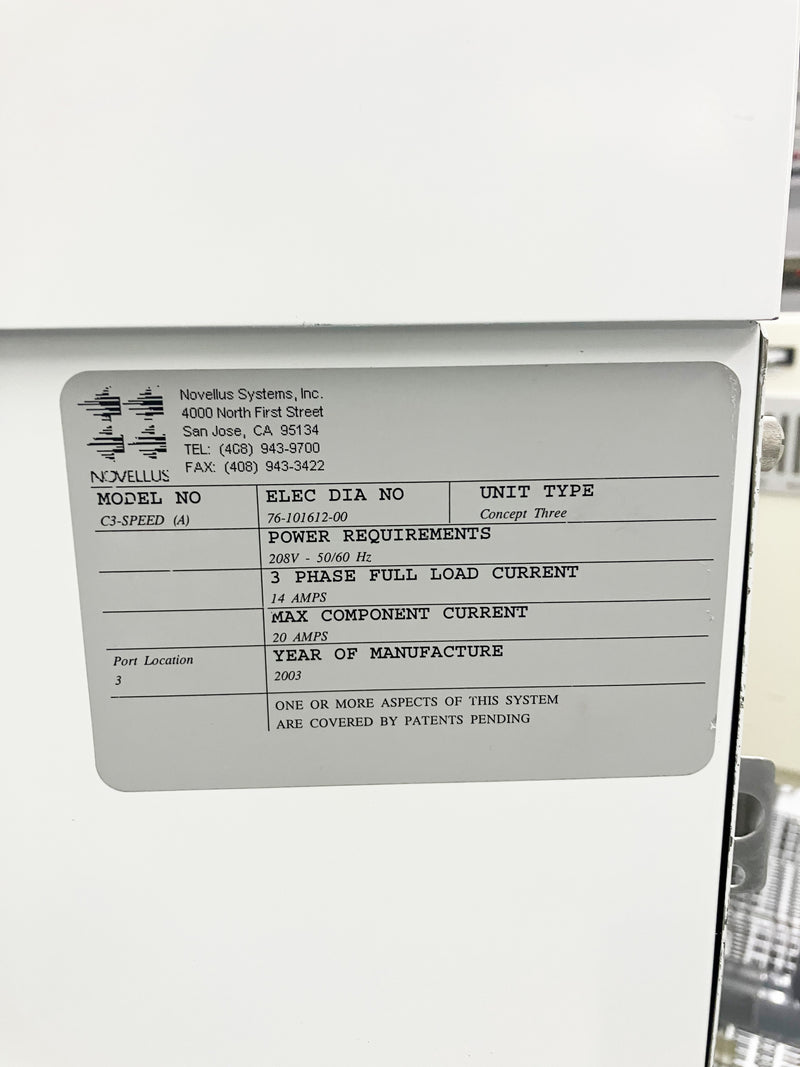 Novellus Systems, Inc.
4000 North First Street
San Jose, CA 95134
TEL: (408) 943-9700
FAX: (408) 943-3422
NOVELLUS
MODEL NO
C3-SPEED (A)
ELEC DIA NO
76-101612-00
UNIT TYPE
Concept Three
POWER REQUIREMENTS
208V - 50/60 Hz
3 PHASE FULL LOAD CURRENT
14 AMPS
MAX COMPONENT CURRENT
20 AMPS
Port Location
3
YEAR OF MANUFACTURE
2003
ONE OR MORE ASPECTS OF THIS SYSTEM
ARE COVERED BY PATENTS PENDING